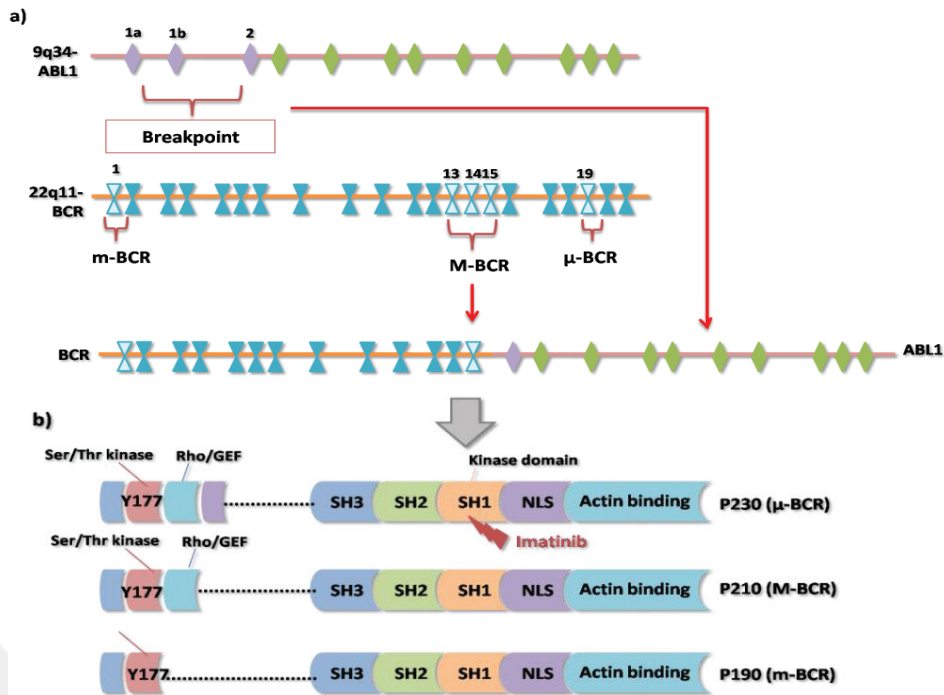 a)
1a 1b 2
9q34-
ABL1
Breakpoint
1 13 14 15 19
22q11-
BCR
m-BCR M-BCR μ-BCR
BCR ABL1
b)
Ser/Thr kinase Rho/GEF Kinase domain
Y177 SH3 SH2 SH1 NLS Actin binding P230 (μ-BCR)
Imatinib
Ser/Thr kinase Rho/GEF
Y177 SH3 SH2 SH1 NLS Actin binding P210 (M-BCR)
Y177 SH3 SH2 SH1 NLS Actin binding P190 (m-BCR)